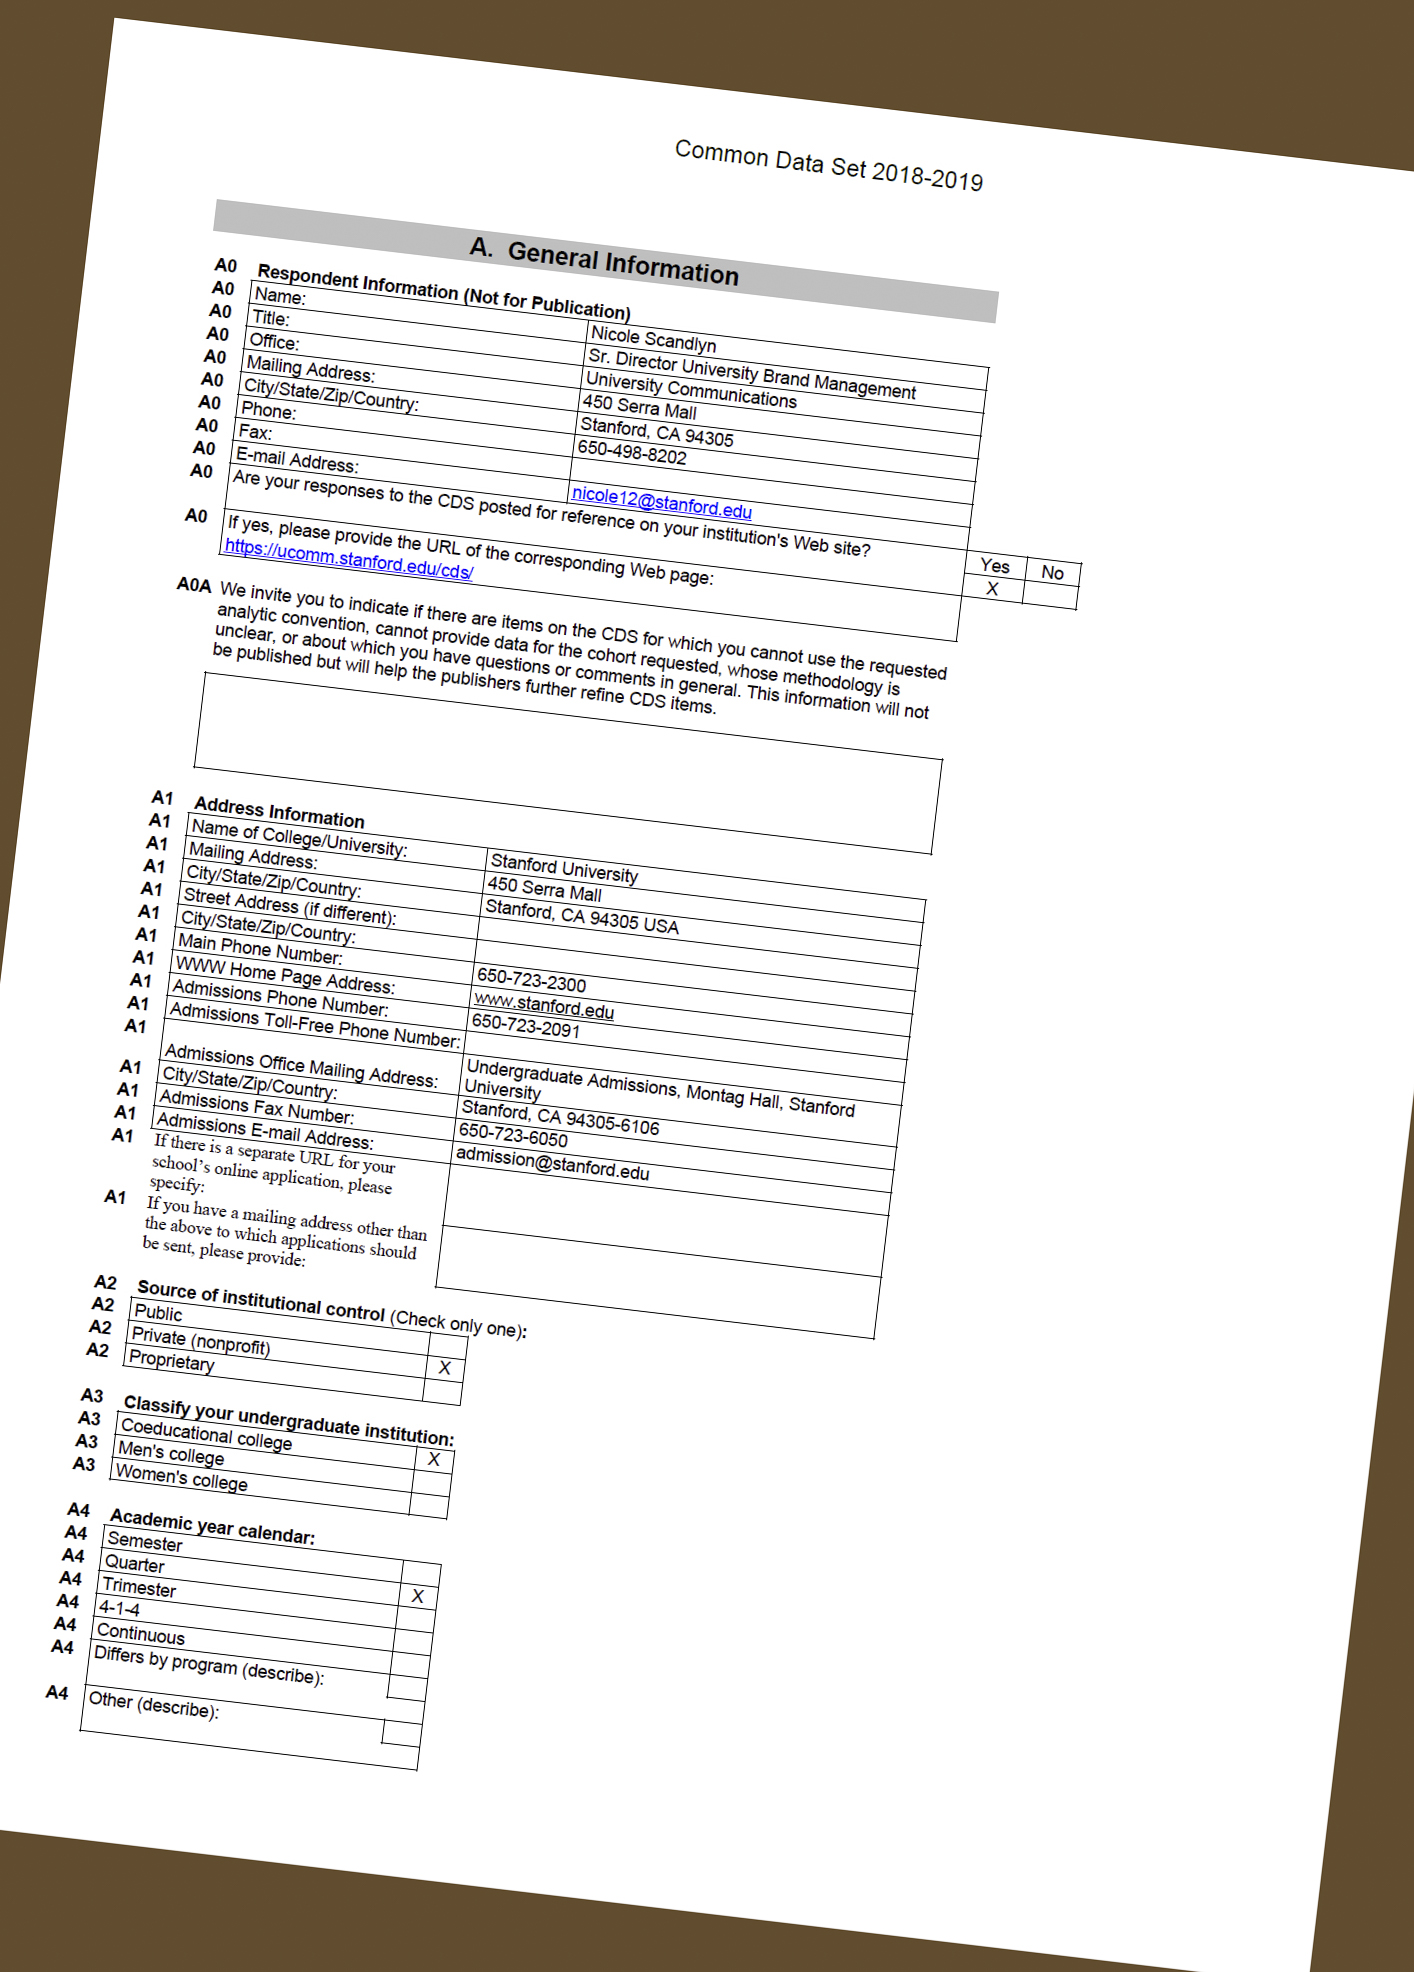 Common Data Set 2018-2019
A. General Information
A0 Respondent Information (Not for Publication)
A0 Name: Nicole Scandlyn
A0 Title: Sr. Director University Brand Management
A0 Office: University Communications
A0 Mailing Address: 450 Serra Mall
A0 City/State/Zip/Country: Stanford, CA 94305
A0 Phone: 650-498-8202
A0 Fax:
A0 E-mail Address: nicole12@stanford.edu
A0 Are your responses to the CDS posted for reference on your institution's Web site?
Yes No
X
A0 If yes, please provide the URL of the corresponding Web page:
https://ucomm.stanford.edu/cds/
A0A We invite you to indicate if there are items on the CDS for which you cannot use the requested
analytic convention, cannot provide data for the cohort requested, whose methodology is
unclear, or about which you have questions or comments in general. This information will not
be published but will help the publishers further refine CDS items.
A1 Address Information
A1 Name of College/University: Stanford University
A1 Mailing Address: 450 Serra Mall
A1 City/State/Zip/Country: Stanford, CA 94305 USA
A1 Street Address (if different):
A1 City/State/Zip/Country:
A1 Main Phone Number: 650-723-2300
A1 WWW Home Page Address: www.stanford.edu
A1 Admissions Phone Number: 650-723-2091
A1 Admissions Toll-Free Phone Number:
A1 Admissions Office Mailing Address: Undergraduate Admissions, Montag Hall, Stanford
University
A1 City/State/Zip/Country: Stanford, CA 94305-6106
A1 Admissions Fax Number: 650-723-6050
A1 Admissions E-mail Address: admission@stanford.edu
A1 If there is a separate URL for your
school’s online application, please
specify:
A1 If you have a mailing address other than
the above to which applications should
be sent, please provide:
A2 Source of institutional control (Check only one):
A2 Public
A2 Private (nonprofit) X
A2 Proprietary
A3 Classify your undergraduate institution:
A3 Coeducational college X
A3 Men's college
A3 Women's college
A4 Academic year calendar:
A4 Semester
A4 Quarter X
A4 Trimester
A4 4-1-4
A4 Continuous
A4 Differs by program (describe):
A4 Other (describe):